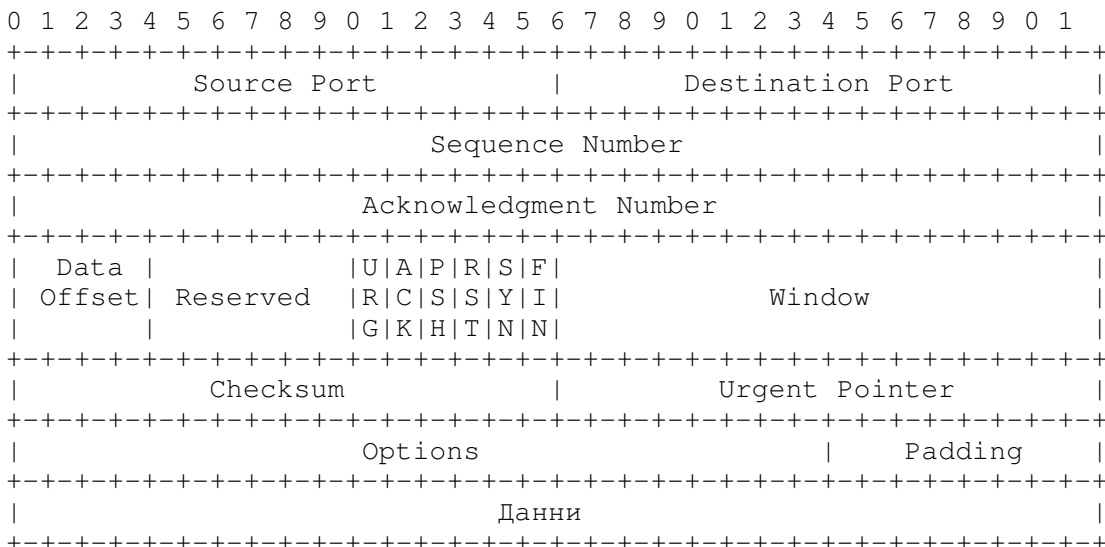 0 1 2 3 4 5 6 7 8 9 0 1 2 3 4 5 6 7 8 9 0 1 2 3 4 5 6 7 8 9 0 1
+-+-+-+-+-+-+-+-+-+-+-+-+-+-+-+-+-+-+-+-+-+-+-+-+-+-+-+-+-+-+-+-+
|          Source Port          |       Destination Port        |
+-+-+-+-+-+-+-+-+-+-+-+-+-+-+-+-+-+-+-+-+-+-+-+-+-+-+-+-+-+-+-+-+
|                        Sequence Number                        |
+-+-+-+-+-+-+-+-+-+-+-+-+-+-+-+-+-+-+-+-+-+-+-+-+-+-+-+-+-+-+-+-+
|                    Acknowledgment Number                      |
+-+-+-+-+-+-+-+-+-+-+-+-+-+-+-+-+-+-+-+-+-+-+-+-+-+-+-+-+-+-+-+-+
|  Data |           |U|A|P|R|S|F|                               |
| Offset| Reserved  |R|C|S|S|Y|I|            Window             |
|       |           |G|K|H|T|N|N|                               |
+-+-+-+-+-+-+-+-+-+-+-+-+-+-+-+-+-+-+-+-+-+-+-+-+-+-+-+-+-+-+-+-+
|           Checksum            |         Urgent Pointer        |
+-+-+-+-+-+-+-+-+-+-+-+-+-+-+-+-+-+-+-+-+-+-+-+-+-+-+-+-+-+-+-+-+
|                    Options                    |    Padding    |
+-+-+-+-+-+-+-+-+-+-+-+-+-+-+-+-+-+-+-+-+-+-+-+-+-+-+-+-+-+-+-+-+
|                            Данни                              |
+-+-+-+-+-+-+-+-+-+-+-+-+-+-+-+-+-+-+-+-+-+-+-+-+-+-+-+-+-+-+-+-+